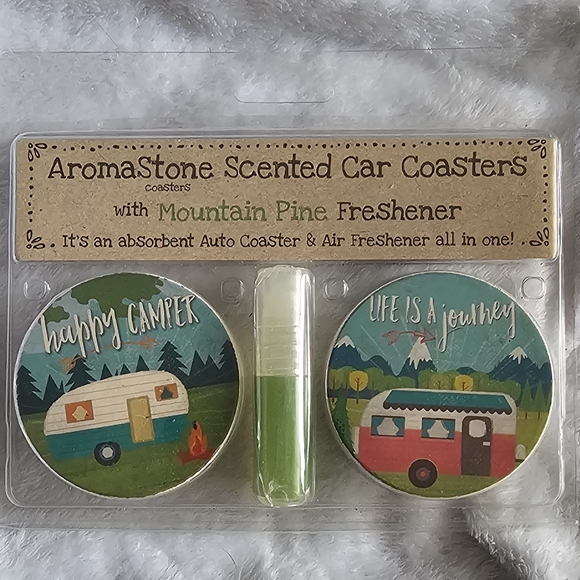 AromaStone Scented Car Coasters
coasters
with Mountain Pine Freshener
It's an absorbent Auto Coaster & Air Freshener all in one!
happy CAMPER
LIFE IS A journey